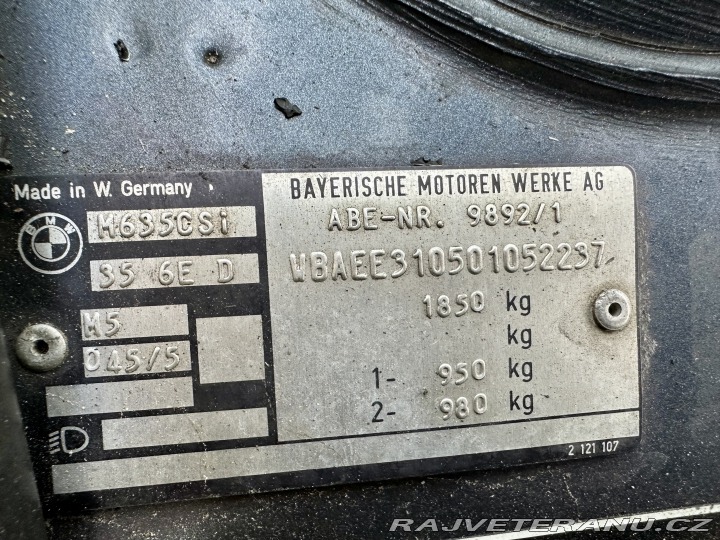 Made in W. Germany
BMW
M635CSi
35 6E D
M5
045/5
BAYERISCHE MOTOREN WERKE AG
ABE-NR. 9892/1
WBAEE310501052237
1850 kg
kg
1- 950 kg
2- 980 kg
2 121 107
RAJVETERANU.CZ